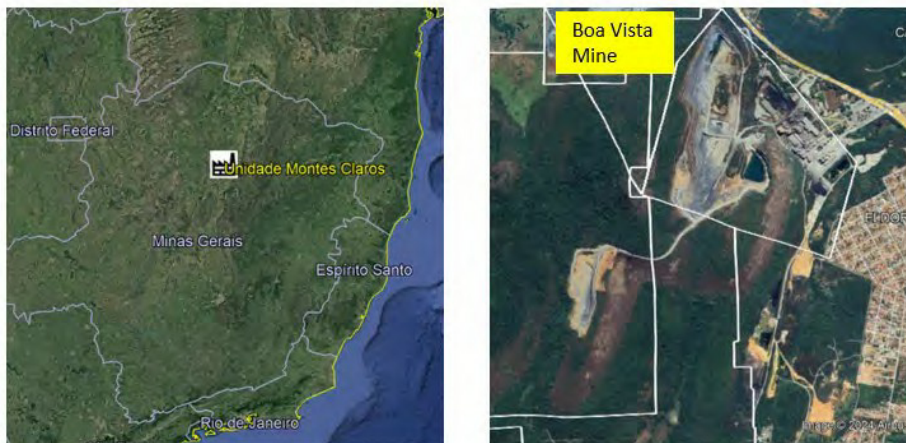 Distrito Federal
Unidade Montes Claros
Minas Gerais
Espírito Santo
Rio de Janeiro
Boa Vista
Mine